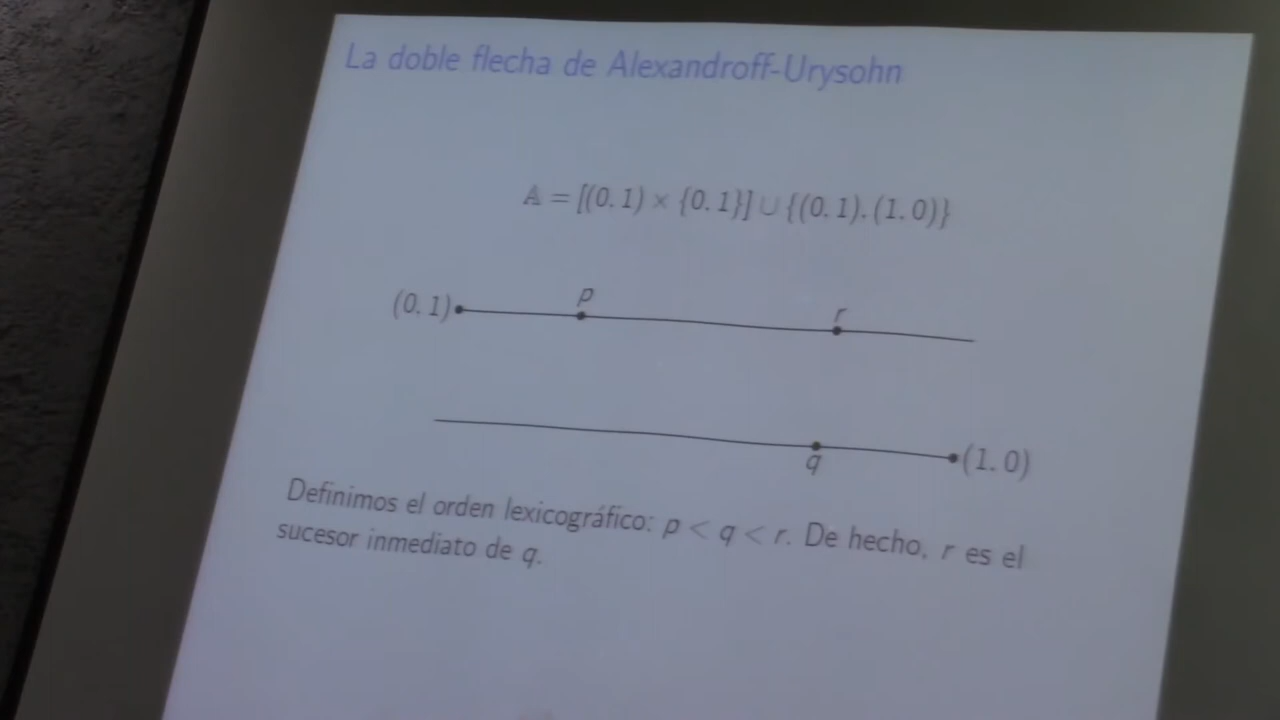 La doble flecha de Alexandroff-Urysohn
𝔸 = [(0, 1) × {0, 1}] ∪ {(0, 1), (1, 0)}
(0, 1)
p
r
q
(1, 0)
Definimos el orden lexicográfico: p < q < r. De hecho, r es el
sucesor inmediato de q.